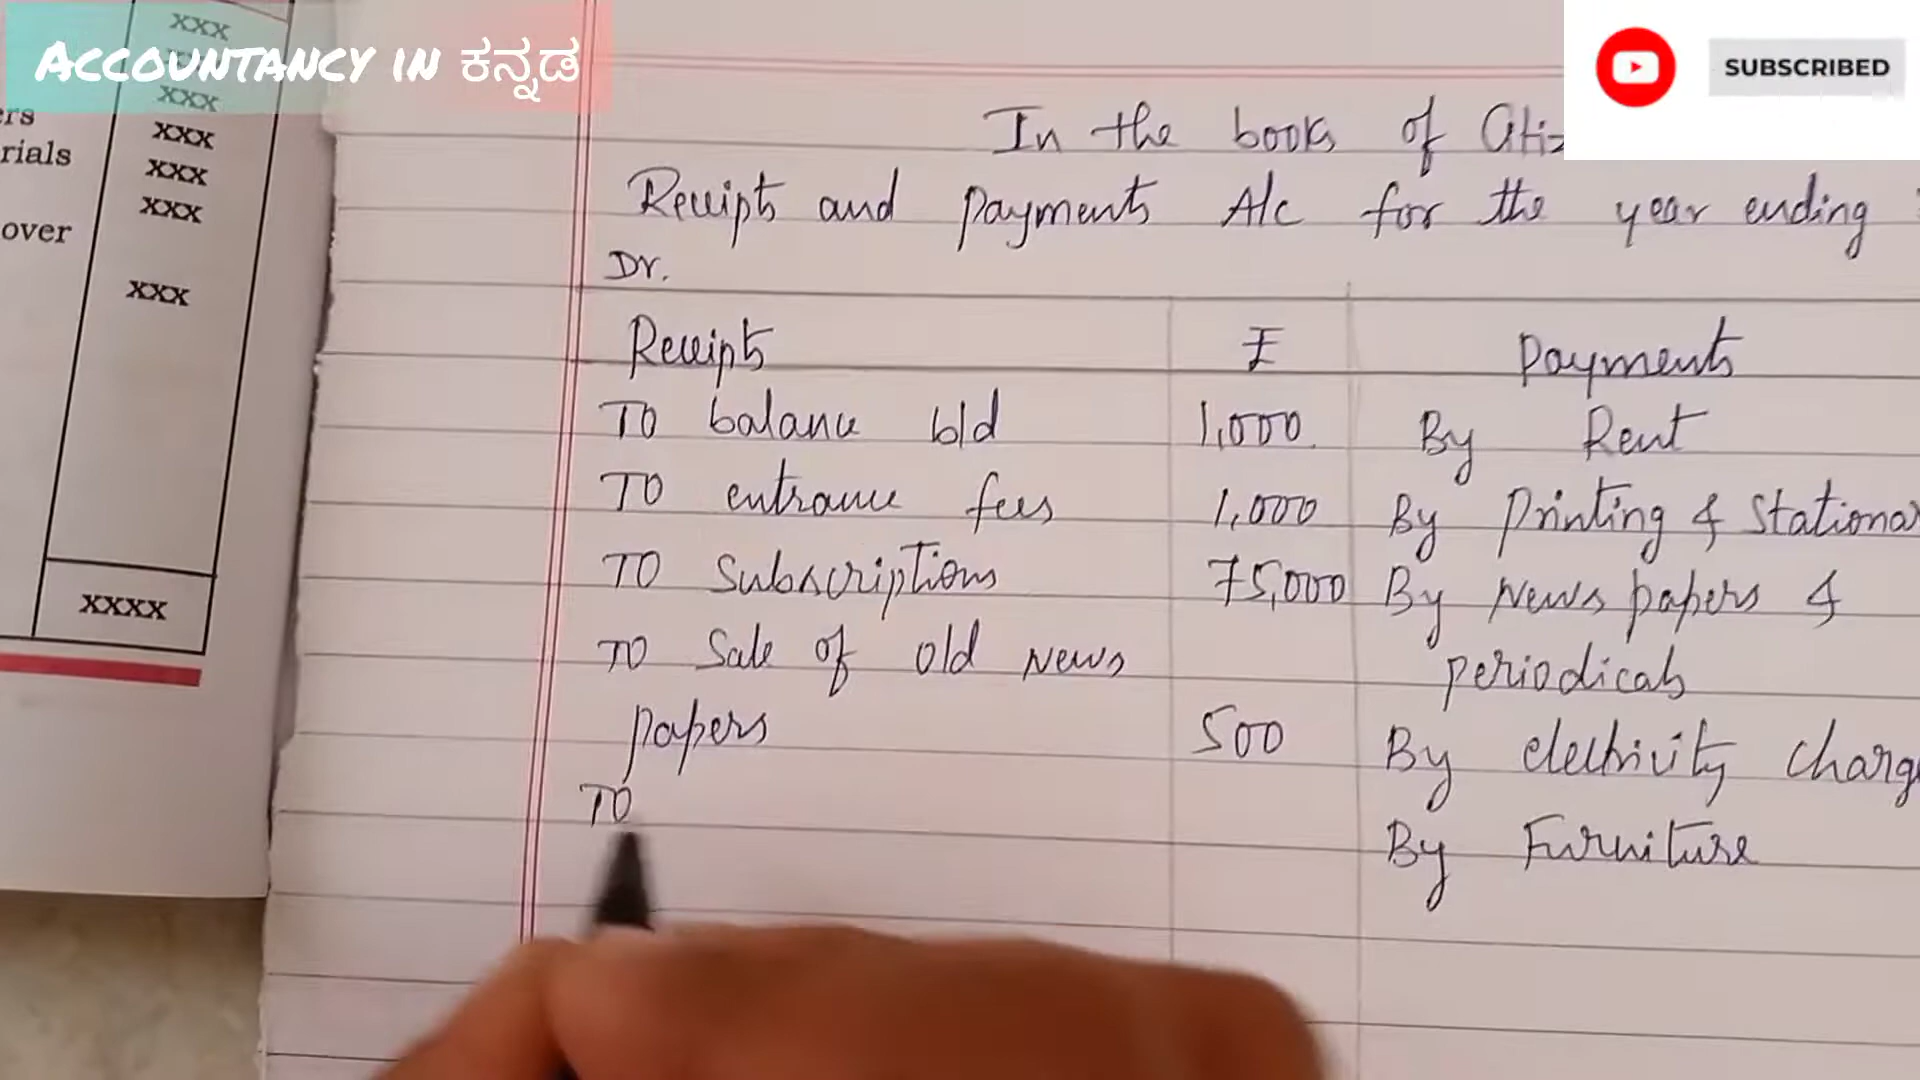 Accountancy in ಕನ್ನಡ
SUBSCRIBED
xxx
xxx
ers
xxx
rials
xxx
xxx
over
xxx
xxxx
In the books of Citiz
Receipts and payments A/c for the year ending
Dr.
Receipts ₹ Payments
TO balance b/d 1,000 By Rent
TO entrance fees 1,000 By Printing & Stationar
TO Subscriptions 75,000 By News papers &
TO Sale of old News periodicals
papers 500 By electricity charg
TO By Furniture